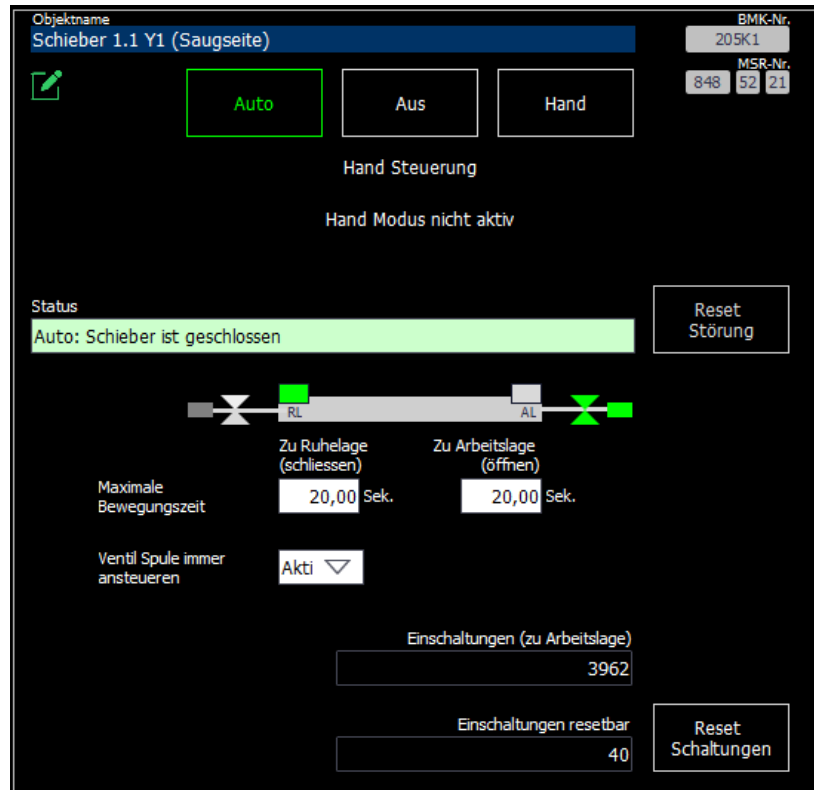 Objektname
BMK-Nr.
Schieber 1.1 Y1 (Saugseite)
205K1
MSR-Nr.
848 52 21
Auto
Aus
Hand
Hand Steuerung
Hand Modus nicht aktiv
Status
Auto: Schieber ist geschlossen
Reset
Störung
RL
AL
Zu Ruhelage
(schliessen)
Zu Arbeitslage
(öffnen)
Maximale
Bewegungszeit
20,00 Sek.
20,00 Sek.
Ventil Spule immer
ansteueren
Akti
Einschaltungen (zu Arbeitslage)
3962
Einschaltungen resetbar
40
Reset
Schaltungen